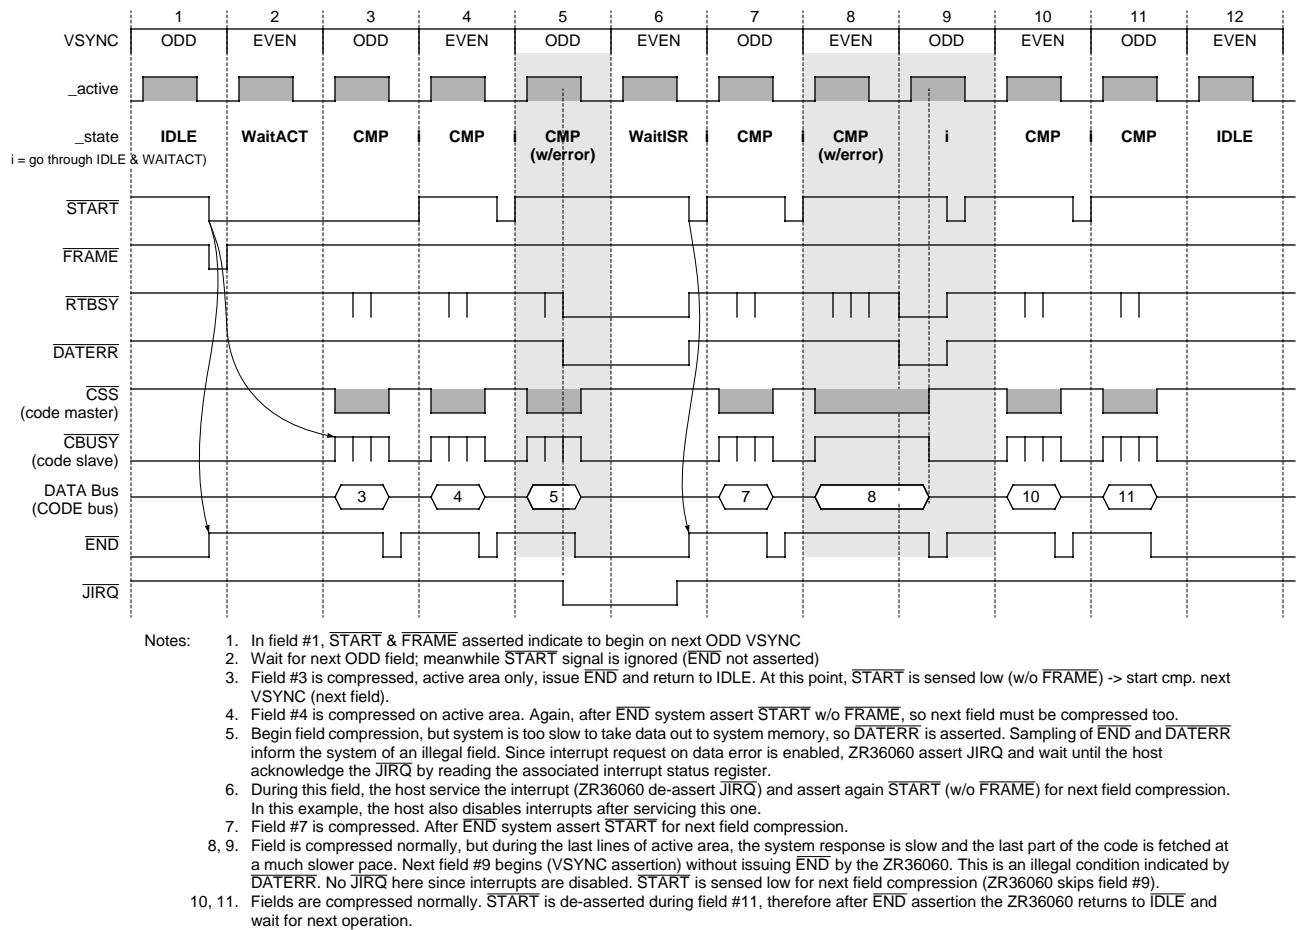 1 2 3 4 5 6 7 8 9 10 11 12
VSYNC ODD EVEN ODD EVEN ODD EVEN ODD EVEN ODD EVEN ODD EVEN
_active
_state IDLE WaitACT CMP i CMP i CMP WaitISR i CMP i CMP i i CMP i CMP IDLE
(w/error) (w/error)
i = go through IDLE & WAITACT)
START
FRAME
RTBSY
DATERR
CSS
(code master)
CBUSY
(code slave)
DATA Bus 3 4 5 7 8 10 11
(CODE bus)
END
JIRQ
Notes: 1. In field #1, START & FRAME asserted indicate to begin on next ODD VSYNC
2. Wait for next ODD field; meanwhile START signal is ignored (END not asserted)
3. Field #3 is compressed, active area only, issue END and return to IDLE. At this point, START is sensed low (w/o FRAME) -> start cmp. next
VSYNC (next field).
4. Field #4 is compressed on active area. Again, after END system assert START w/o FRAME, so next field must be compressed too.
5. Begin field compression, but system is too slow to take data out to system memory, so DATERR is asserted. Sampling of END and DATERR
inform the system of an illegal field. Since interrupt request on data error is enabled, ZR36060 assert JIRQ and wait until the host
acknowledge the JIRQ by reading the associated interrupt status register.
6. During this field, the host service the interrupt (ZR36060 de-assert JIRQ) and assert again START (w/o FRAME) for next field compression.
In this example, the host also disables interrupts after servicing this one.
7. Field #7 is compressed. After END system assert START for next field compression.
8, 9. Field is compressed normally, but during the last lines of active area, the system response is slow and the last part of the code is fetched at
a much slower pace. Next field #9 begins (VSYNC assertion) without issuing END by the ZR36060. This is an illegal condition indicated by
DATERR. No JIRQ here since interrupts are disabled. START is sensed low for next field compression (ZR36060 skips field #9).
10, 11. Fields are compressed normally. START is de-asserted during field #11, therefore after END assertion the ZR36060 returns to IDLE and
wait for next operation.